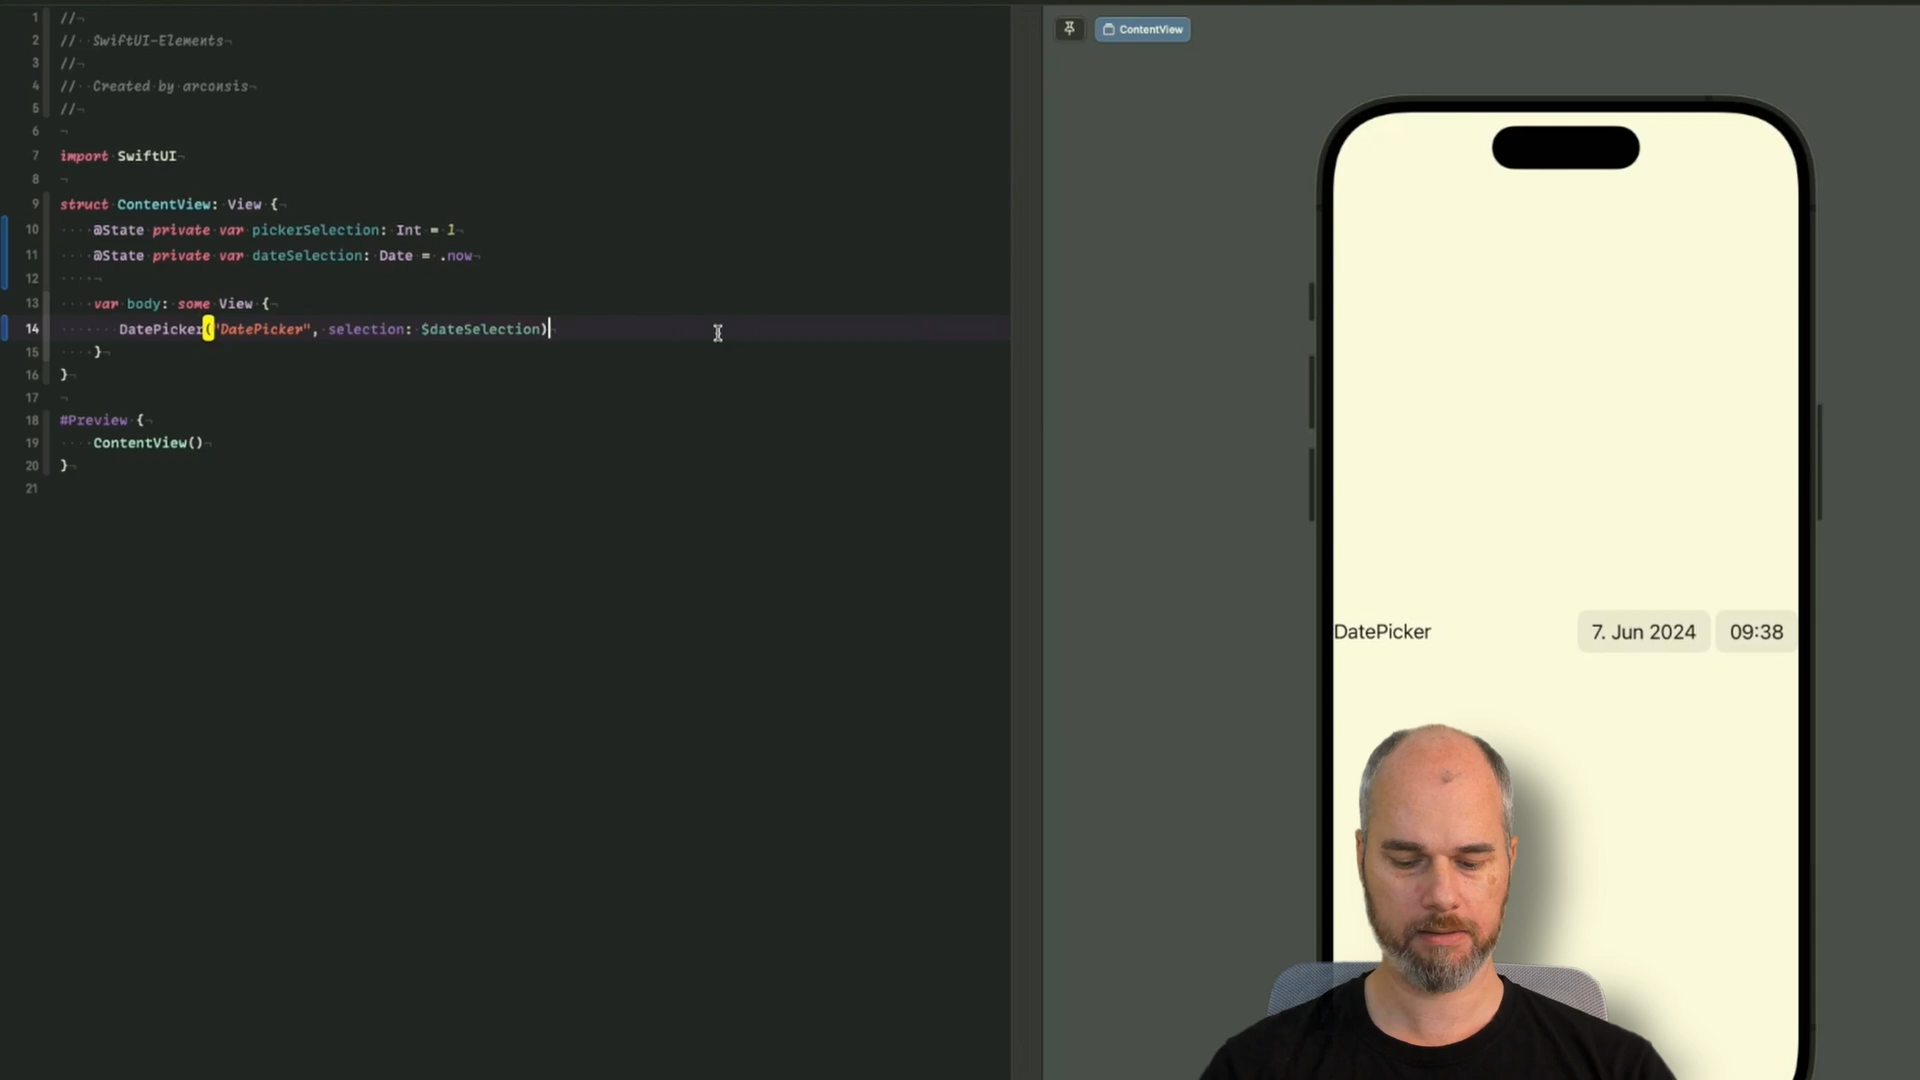 1 //
2 // SwiftUI-Elements
3 //
4 // Created by arconsis
5 //
6
7 import SwiftUI
8
9 struct ContentView: View {
10 @State private var pickerSelection: Int = 1
11 @State private var dateSelection: Date = .now
12
13 var body: some View {
14 DatePicker("DatePicker", selection: $dateSelection)
15 }
16 }
17
18 #Preview {
19 ContentView()
20 }
21
ContentView
DatePicker 7. Jun 2024 09:38